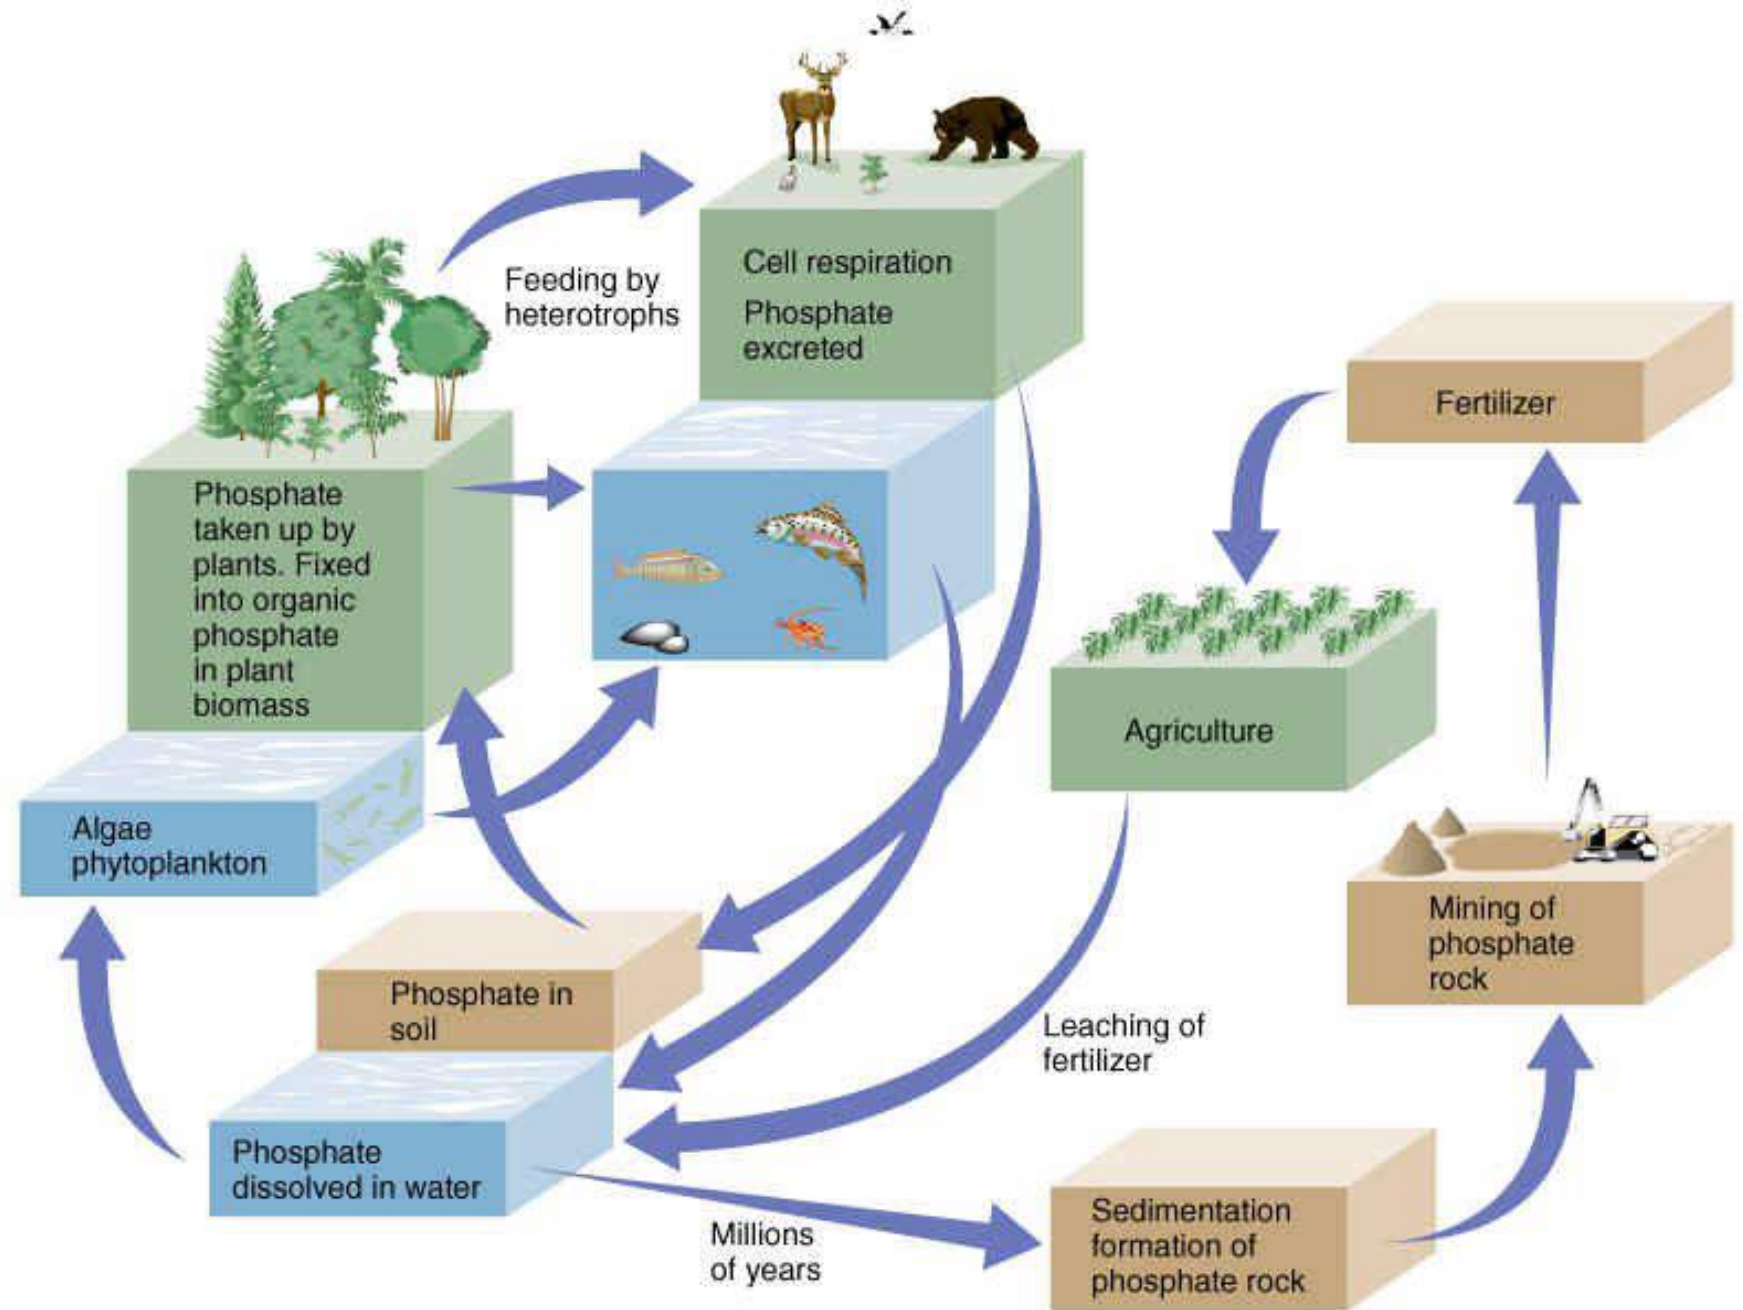 Cell respiration
Phosphate
excreted
Feeding by
heterotrophs
Fertilizer
Phosphate
taken up by
plants. Fixed
into organic
phosphate
in plant
biomass
Agriculture
Algae
phytoplankton
Mining of
phosphate
rock
Phosphate in
soil
Leaching of
fertilizer
Phosphate
dissolved in water
Millions
of years
Sedimentation
formation of
phosphate rock